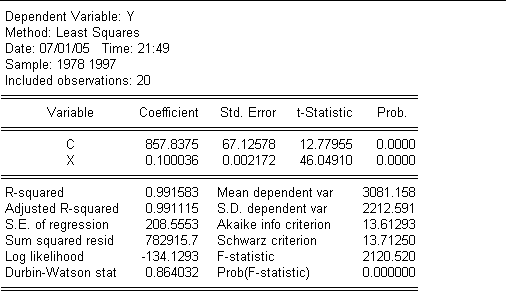 Dependent Variable: Y
Method: Least Squares
Date: 07/01/05 Time: 21:49
Sample: 1978 1997
Included observations: 20
Variable Coefficient Std. Error t-Statistic Prob.
C 857.8375 67.12578 12.77955 0.0000
X 0.100036 0.002172 46.04910 0.0000
R-squared 0.991583 Mean dependent var 3081.158
Adjusted R-squared 0.991115 S.D. dependent var 2212.591
S.E. of regression 208.5553 Akaike info criterion 13.61293
Sum squared resid 782915.7 Schwarz criterion 13.71250
Log likelihood -134.1293 F-statistic 2120.520
Durbin-Watson stat 0.864032 Prob(F-statistic) 0.000000